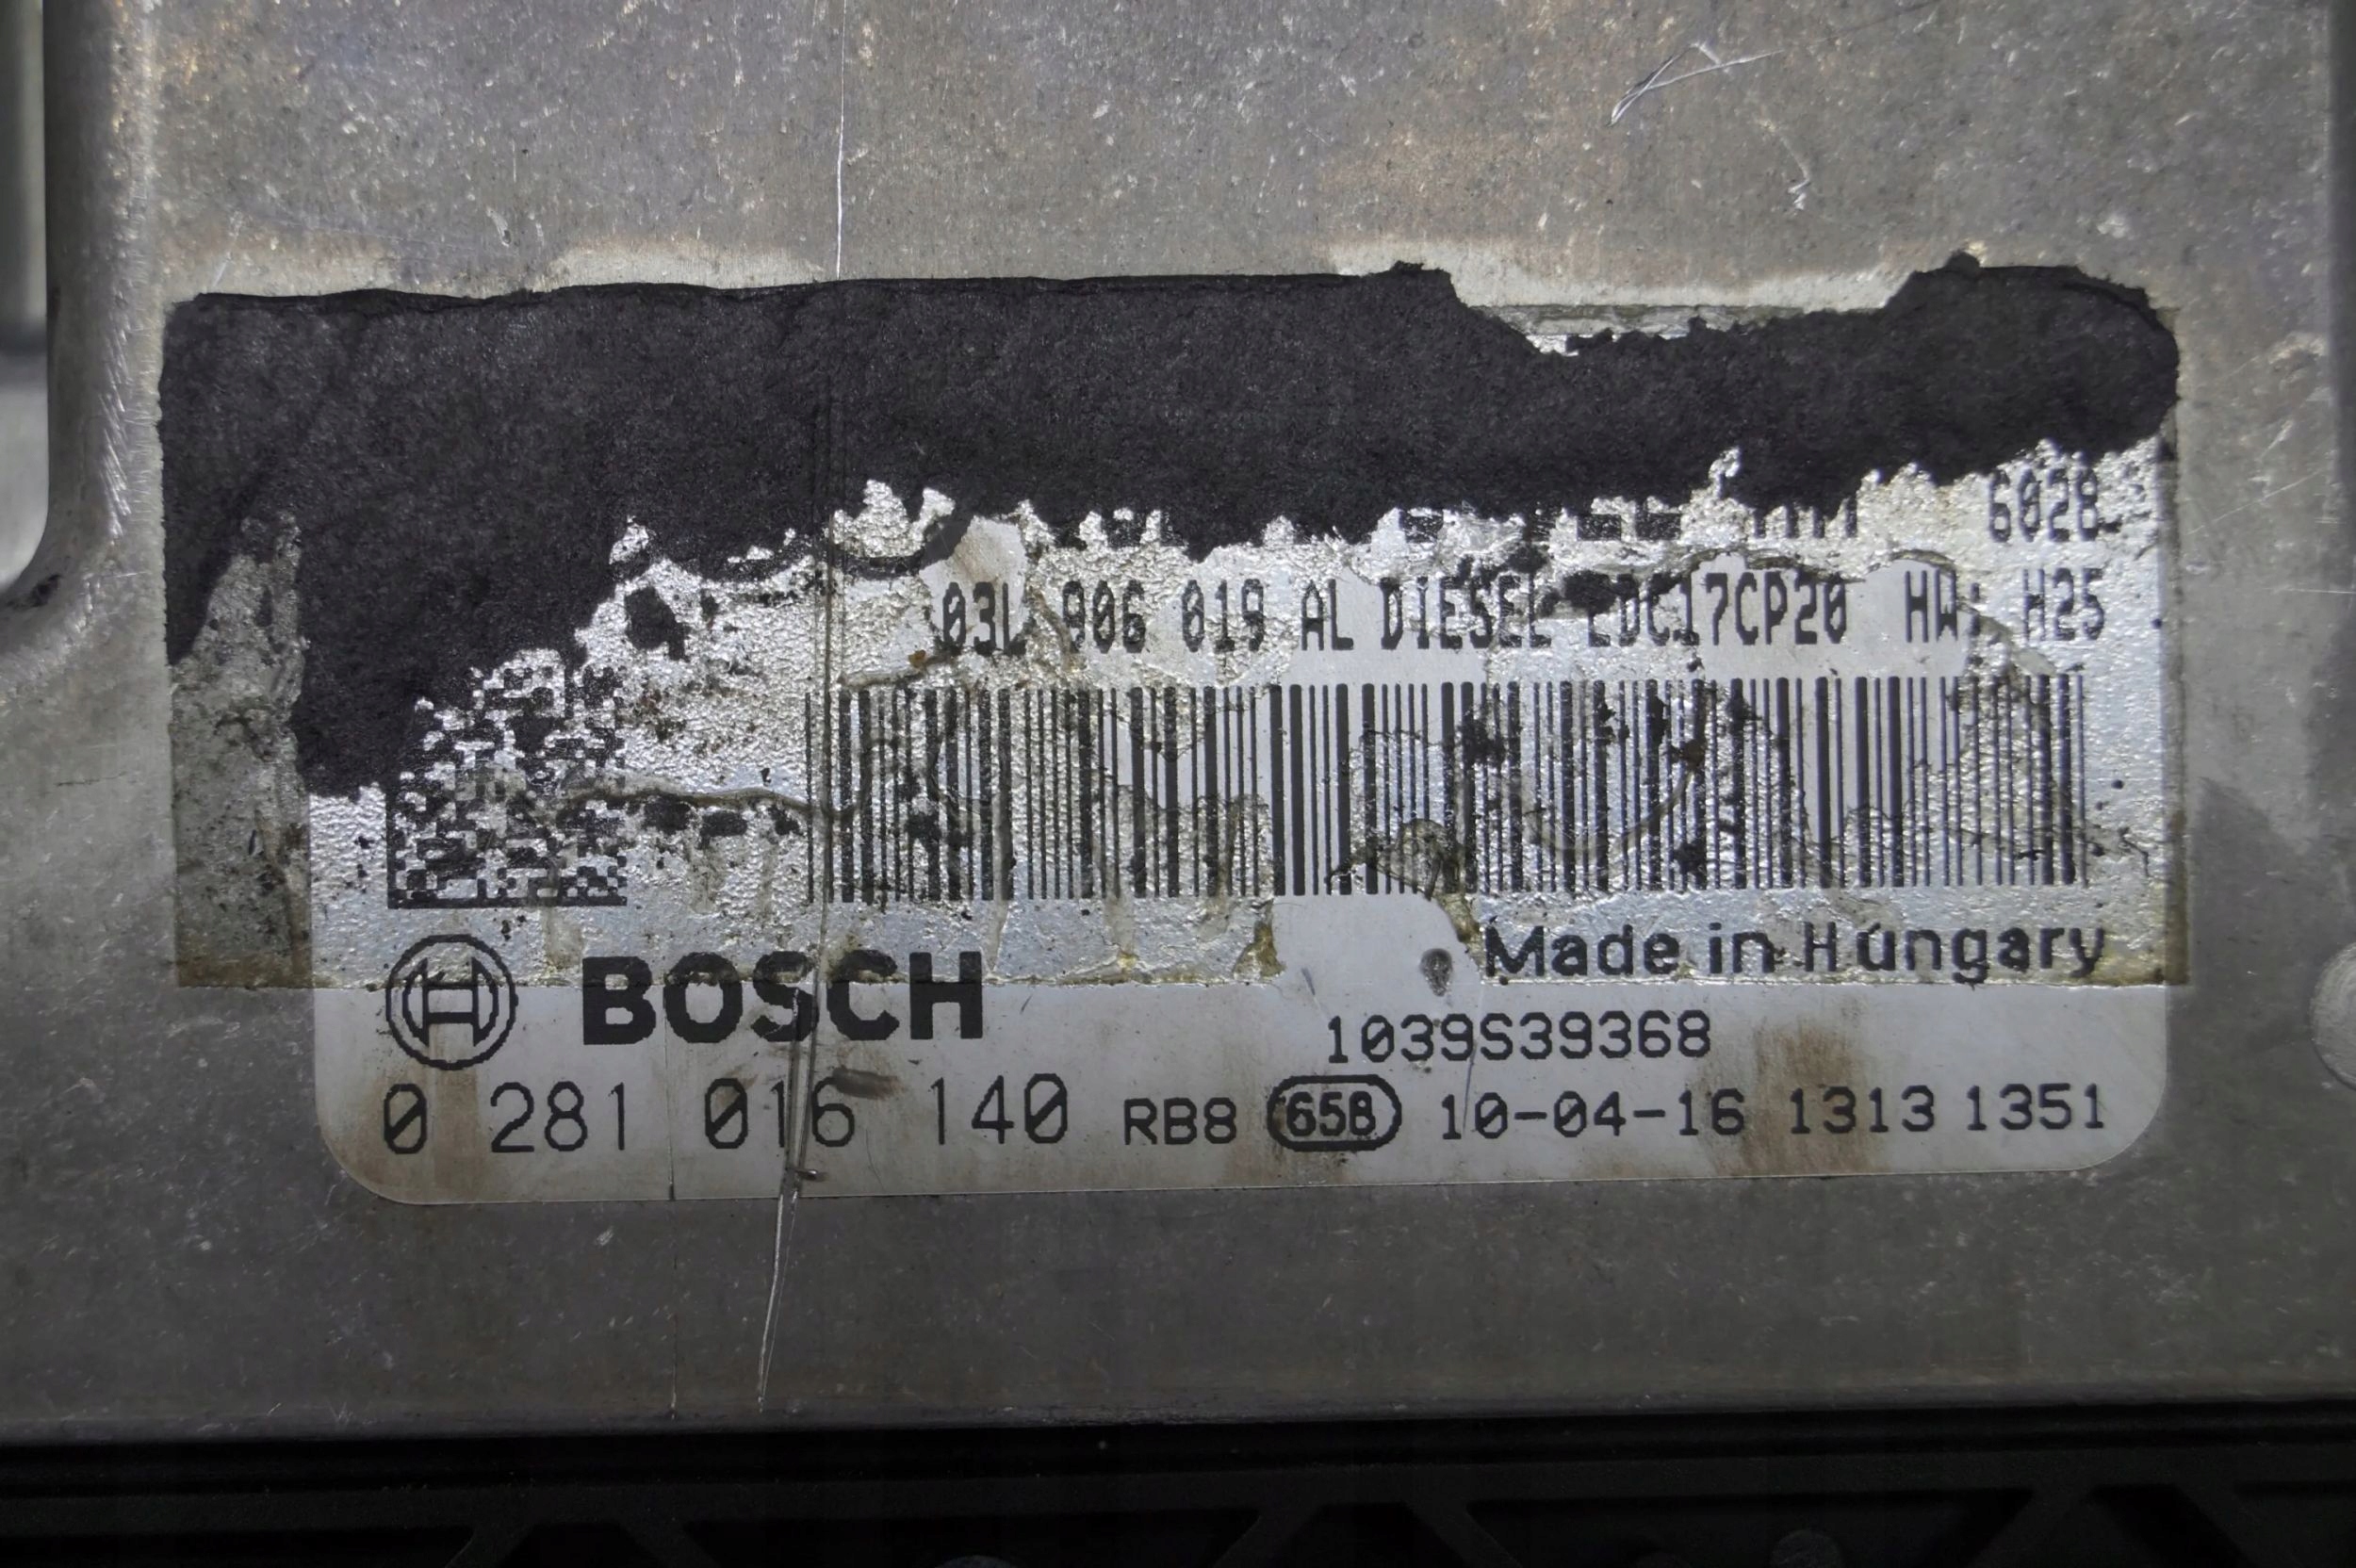 6028
03L 906 019 AL DIESEL EDC17CP20 HW: H25
Made in Hungary
BOSCH
1039S39368
0 281 016 140 RB8 65B 10-04-16 1313 1351